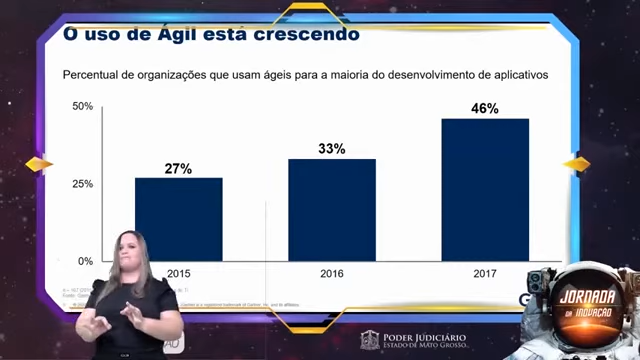 O uso de Ágil está crescendo
Percentual de organizações que usam ágeis para a maioria do desenvolvimento de aplicativos
50%
25%
0%
27%
33%
46%
2015
2016
2017
JORNADA
DA INOVAÇÃO
PODER JUDICIÁRIO
ESTADO DE MATO GROSSO